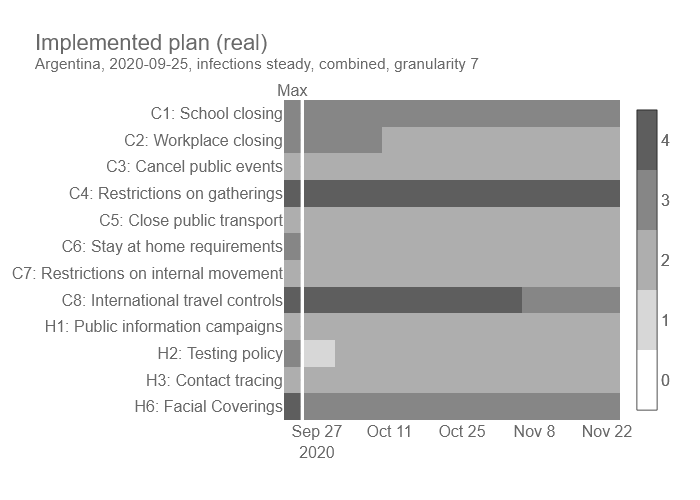 Implemented plan (real)
Argentina, 2020-09-25, infections steady, combined, granularity 7
Max
C1: School closing
C2: Workplace closing
C3: Cancel public events
C4: Restrictions on gatherings
C5: Close public transport
C6: Stay at home requirements
C7: Restrictions on internal movement
C8: International travel controls
H1: Public information campaigns
H2: Testing policy
H3: Contact tracing
H6: Facial Coverings
4
3
2
1
0
Sep 27 Oct 11 Oct 25 Nov 8 Nov 22
2020